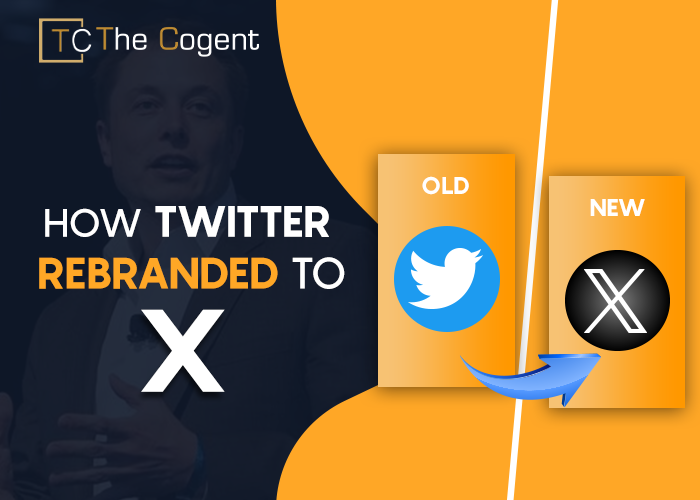 TC The Cogent
HOW TWITTER
REBRANDED TO
X
OLD
NEW
X